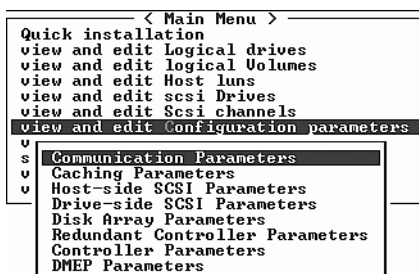 < Main Menu >
Quick installation
view and edit Logical drives
view and edit logical Volumes
view and edit Host luns
view and edit scsi Drives
view and edit Scsi channels
view and edit Configuration parameters
v
s Communication Parameters
v Caching Parameters
v Host-side SCSI Parameters
Drive-side SCSI Parameters
Disk Array Parameters
Redundant Controller Parameters
Controller Parameters
DMEP Parameters